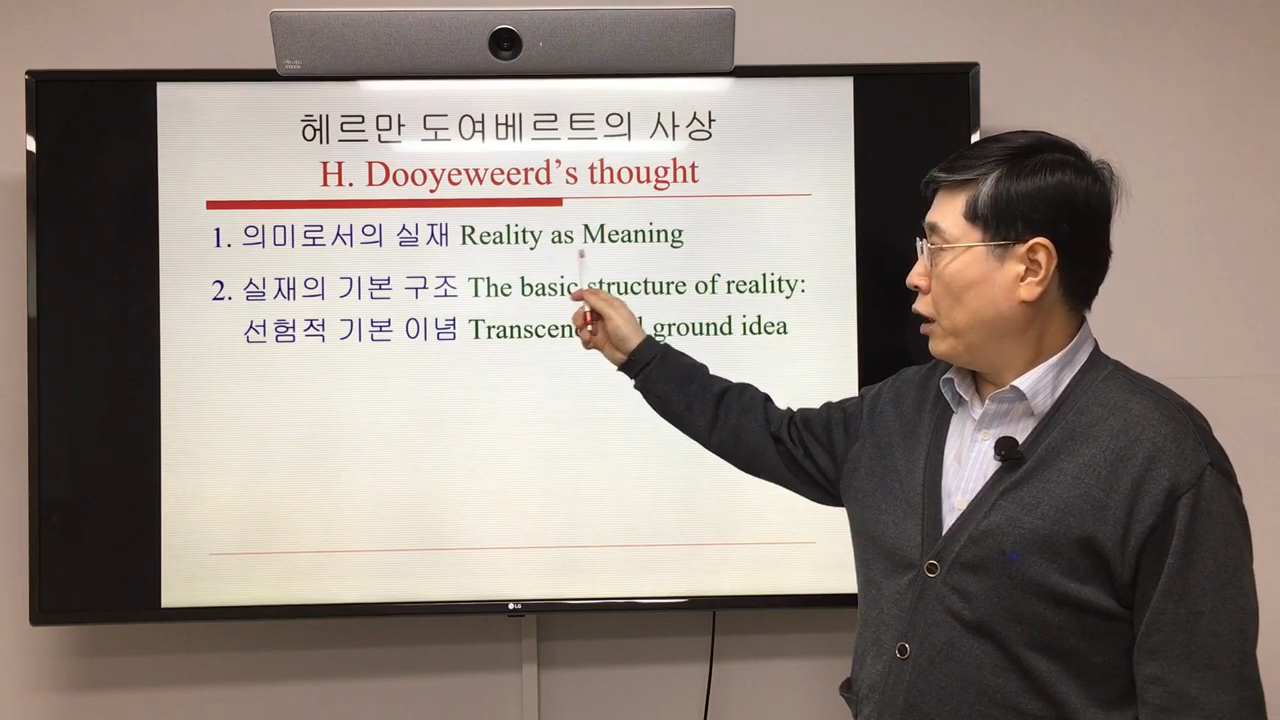 CISCO
헤르만 도여베르트의 사상
H. Dooyeweerd's thought
1. 의미로서의 실재 Reality as Meaning
2. 실재의 기본 구조 The basic structure of reality:
선험적 기본 이념 ground idea
LG